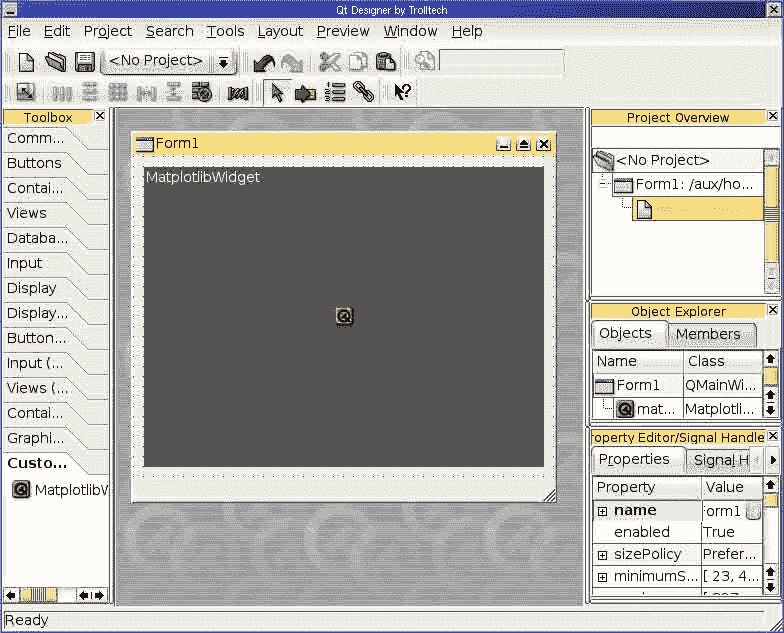 Qt Designer by Trolltech
File Edit Project Search Tools Layout Preview Window Help
<No Project>
Toolbox
Comm...
Buttons
Contai...
Views
Databa...
Input
Display
Display...
Button...
Input (...
Views (...
Contai...
Graphi...
Custo...
MatplotlibW
Form1
MatplotlibWidget
Project Overview
<No Project>
Form1: /aux/ho...
Object Explorer
Objects Members
Name Class
Form1 QMainWi...
mat... Matplotli...
roperty Editor/Signal Handle
Properties Signal H
Property Value
name orm1
enabled True
sizePolicy Prefer...
minimumS... [ 23, 4...
Ready